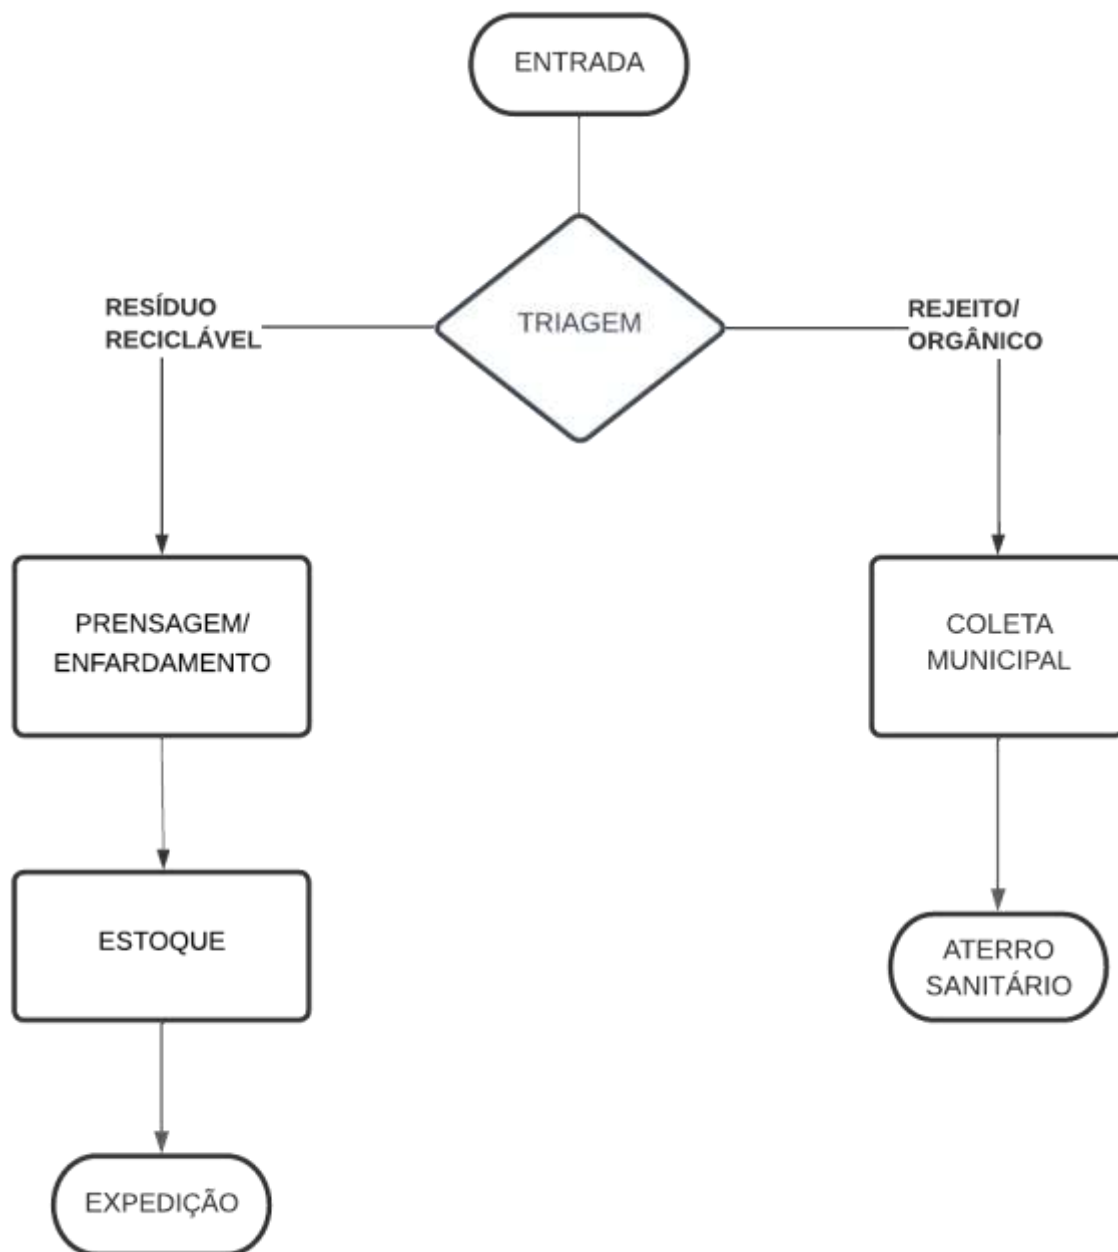 ENTRADA
TRIAGEM
RESÍDUO
RECICLÁVEL
REJEITO/
ORGÂNICO
PRENSAGEM/
ENFARDAMENTO
COLETA
MUNICIPAL
ESTOQUE
ATERRO
SANITÁRIO
EXPEDIÇÃO